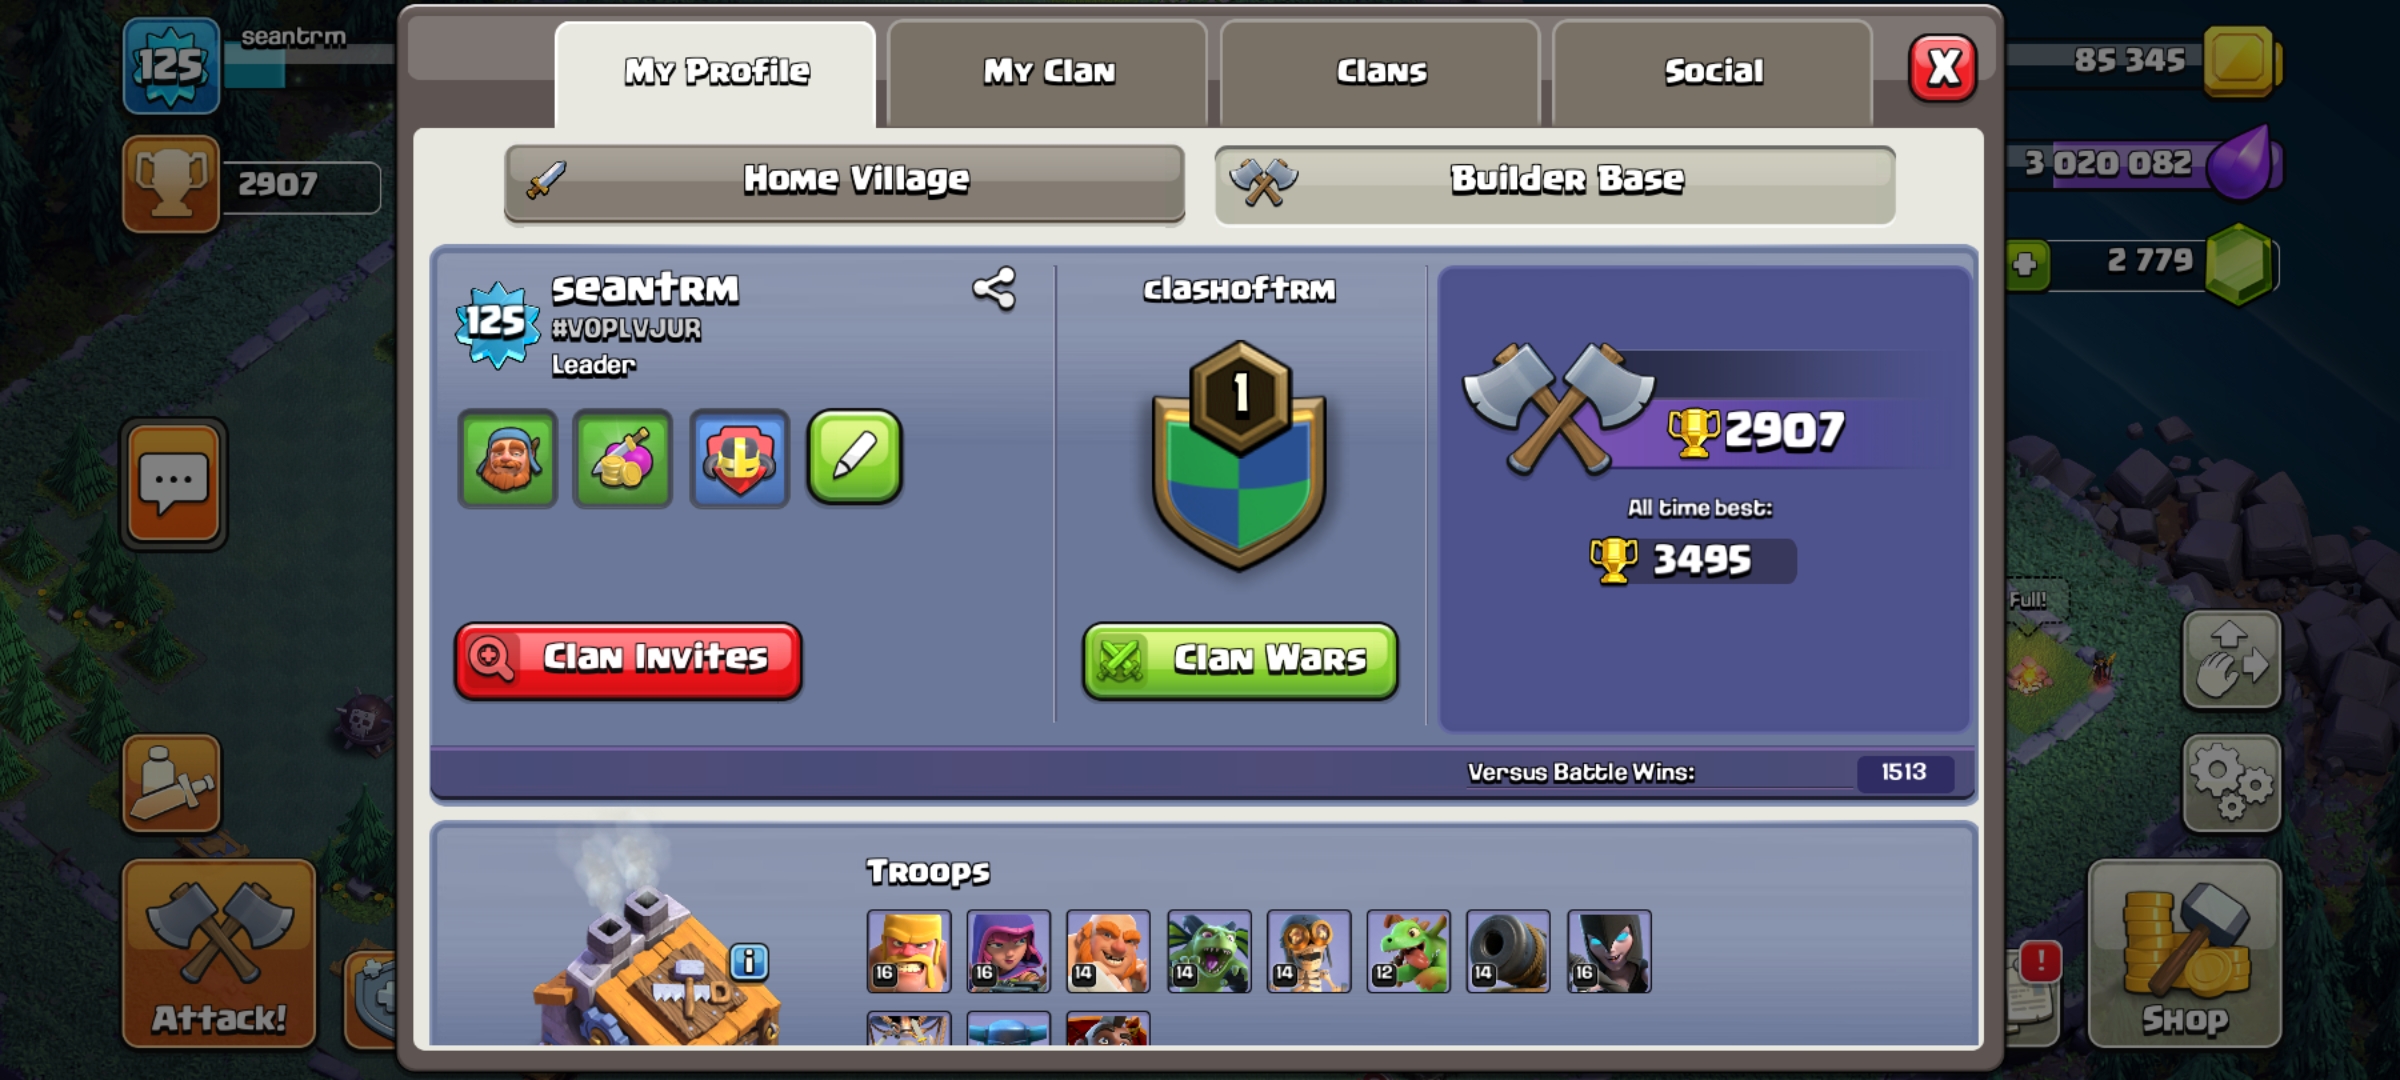 125
seantrm
2907
My Profile
My Clan
Clans
Social
X
85 345
3 020 082
2 779
Home Village
Builder Base
125
seantrm
#VOPLVJUR
Leader
clashoftrm
1
2907
All time best:
3495
Clan Invites
Clan Wars
Full!
Versus Battle Wins:
1513
Troops
16
16
14
14
14
12
14
16
i
!
Attack!
Shop